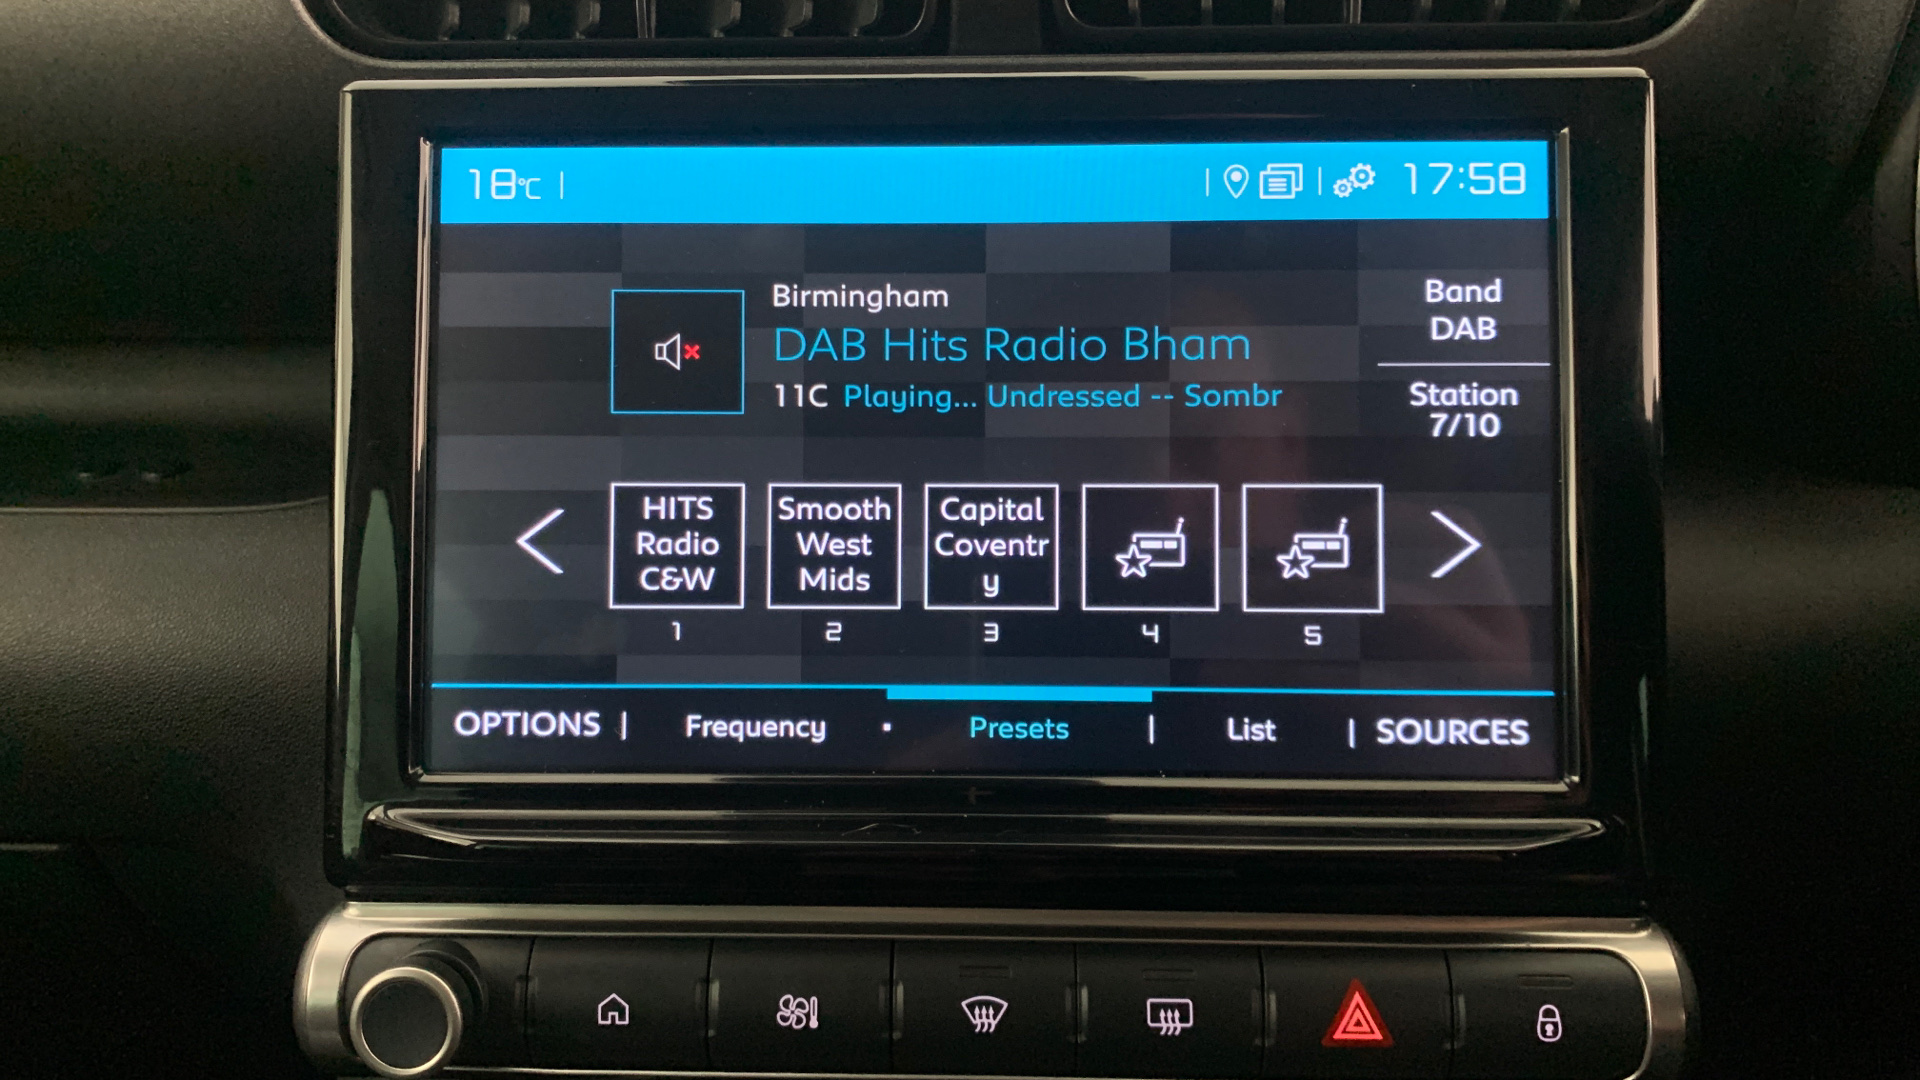 18°C
17:58
Birmingham
DAB Hits Radio Bham
11C Playing... Undressed -- Sombr
Band
DAB
Station
7/10
HITS
Radio
C&W
Smooth
West
Mids
Capital
Coventr
y
1
2
3
4
5
OPTIONS | Frequency · Presets | List | SOURCES